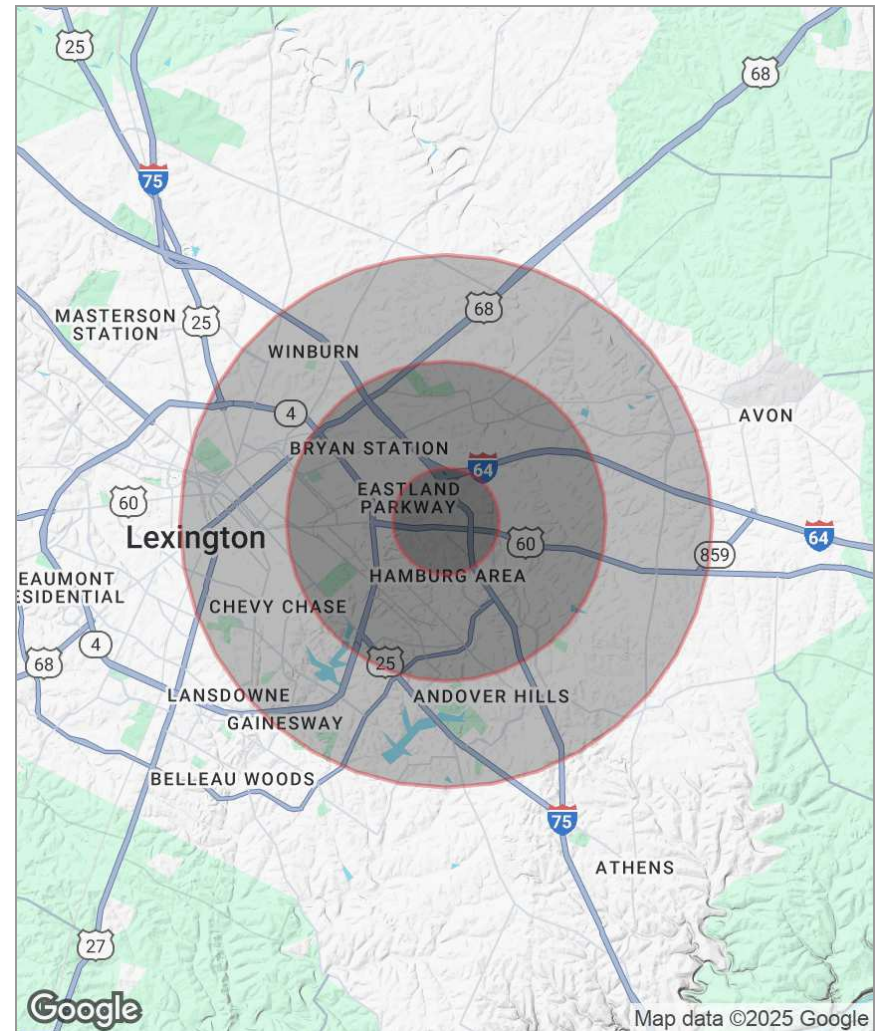 25
68
75
MASTERSON
STATION
25
68
WINBURN
4
AVON
BRYAN STATION
64
EASTLAND
PARKWAY
60
Lexington
60
64
859
HAMBURG AREA
EAUMONT
ESIDENTIAL
CHEVY CHASE
4
68
25
LANSDOWNE
ANDOVER HILLS
GAINESWAY
BELLEAU WOODS
75
ATHENS
27
Google
Map data ©2025 Google